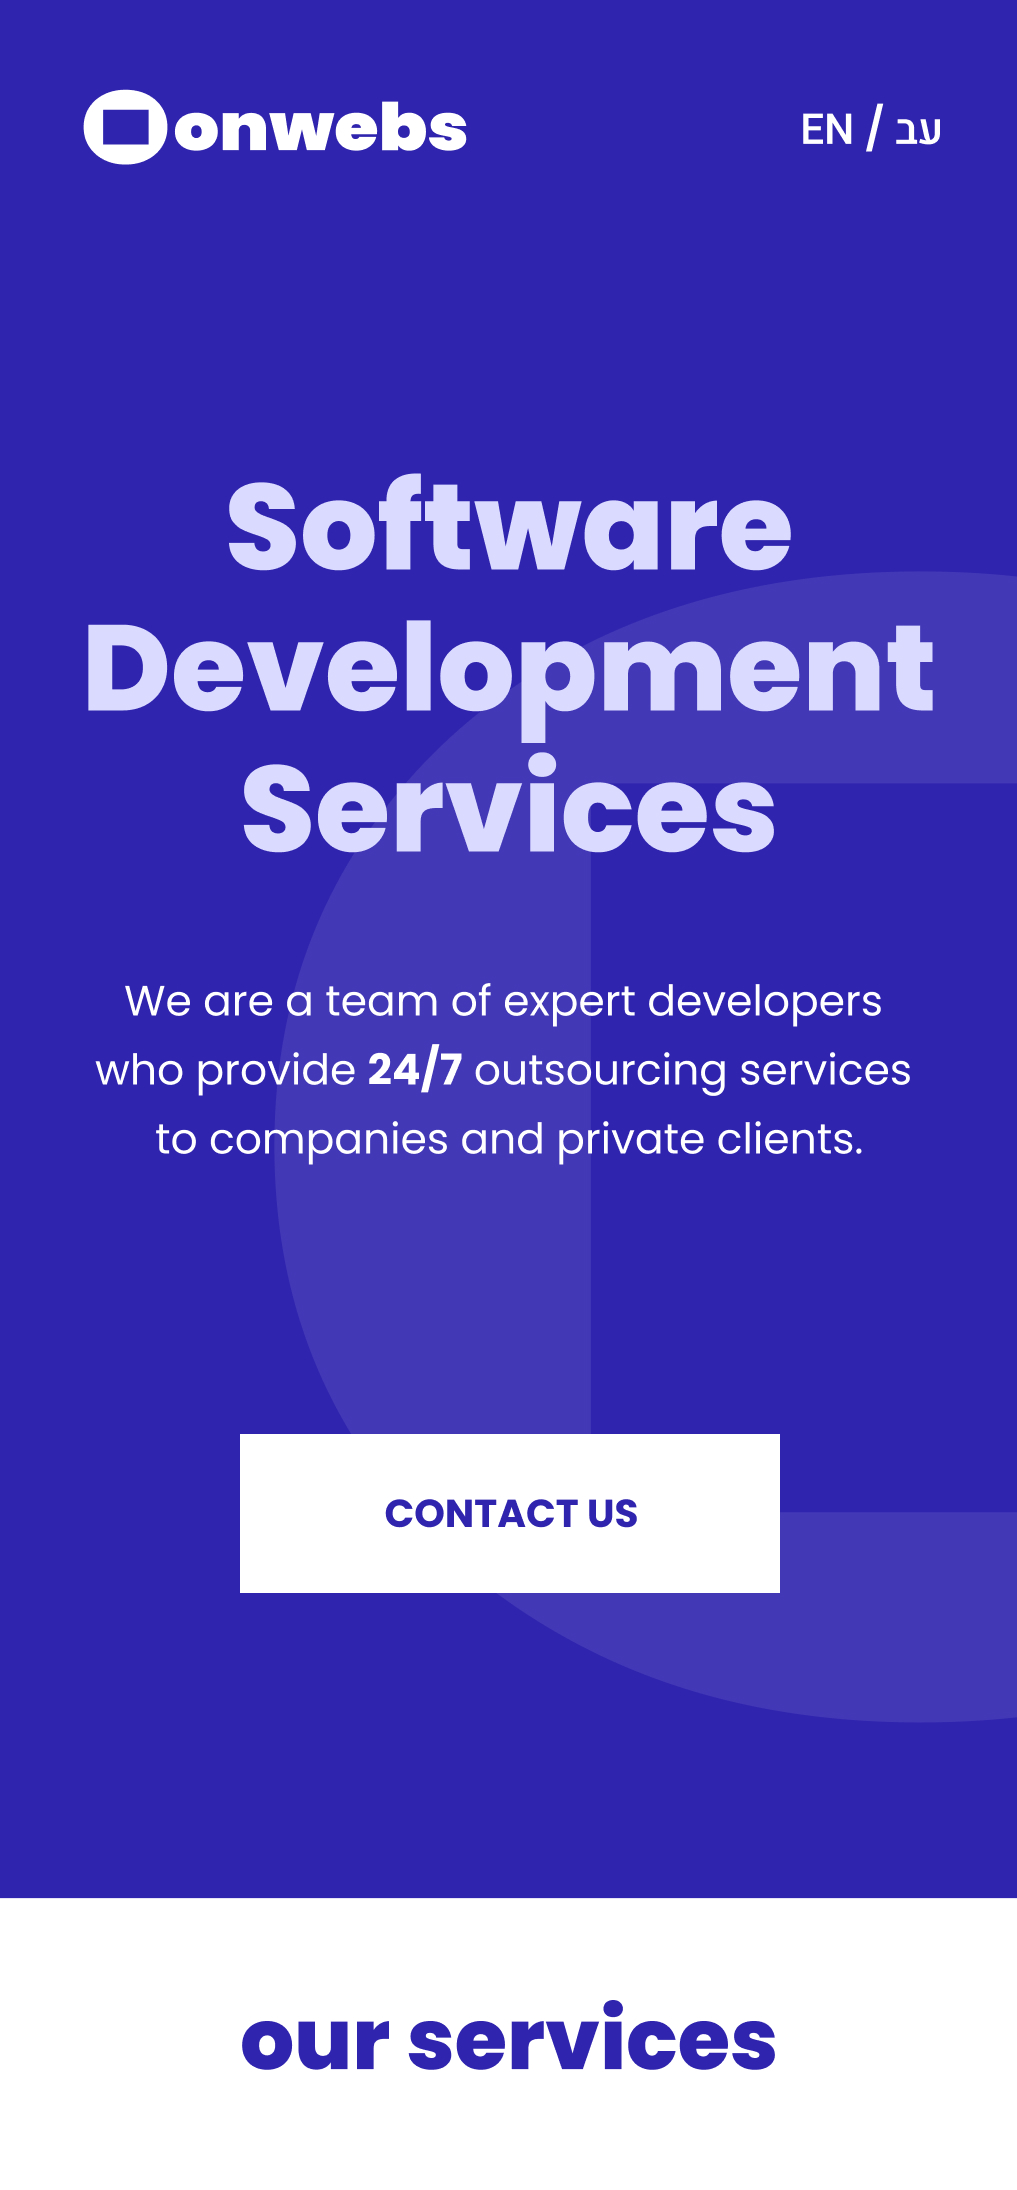 onwebs
EN / עב
Software
Development
Services
We are a team of expert developers
who provide 24/7 outsourcing services
to companies and private clients.
CONTACT US
our services